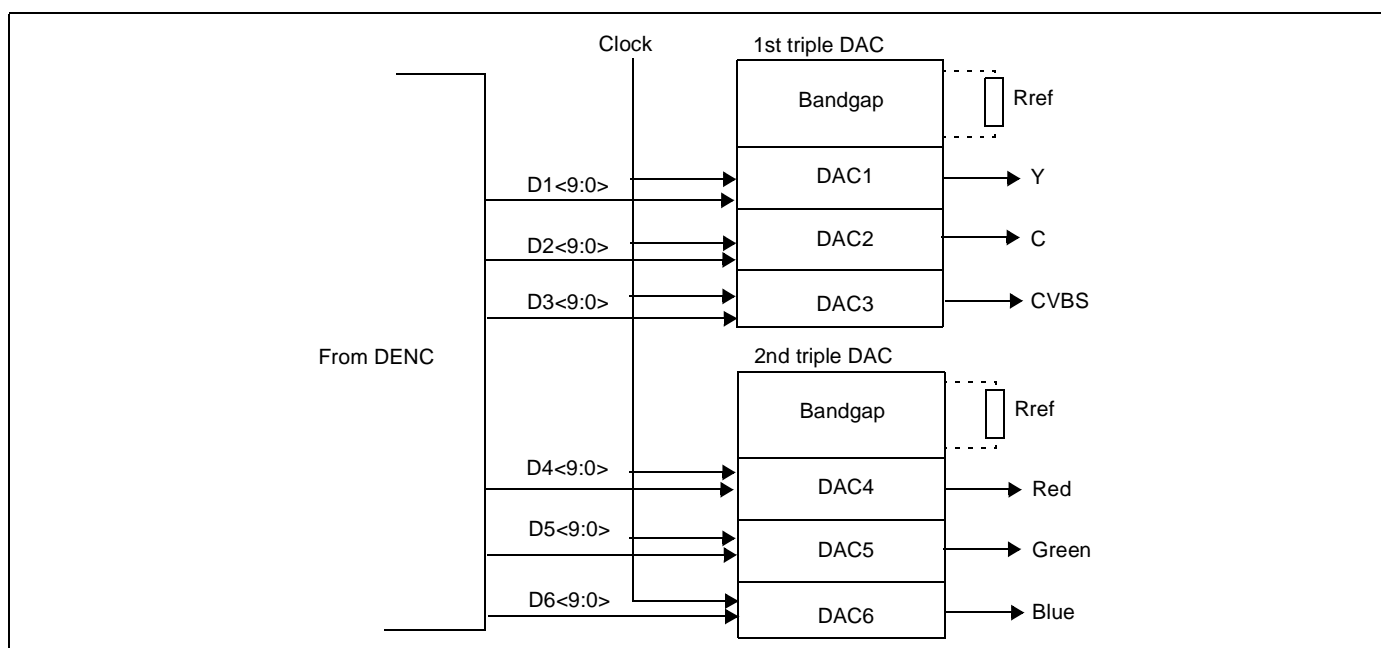 Clock
1st triple DAC
Bandgap
Rref
D1<9:0>
DAC1
Y
D2<9:0>
DAC2
C
D3<9:0>
DAC3
CVBS
From DENC
2nd triple DAC
Bandgap
Rref
D4<9:0>
DAC4
Red
D5<9:0>
DAC5
Green
D6<9:0>
DAC6
Blue